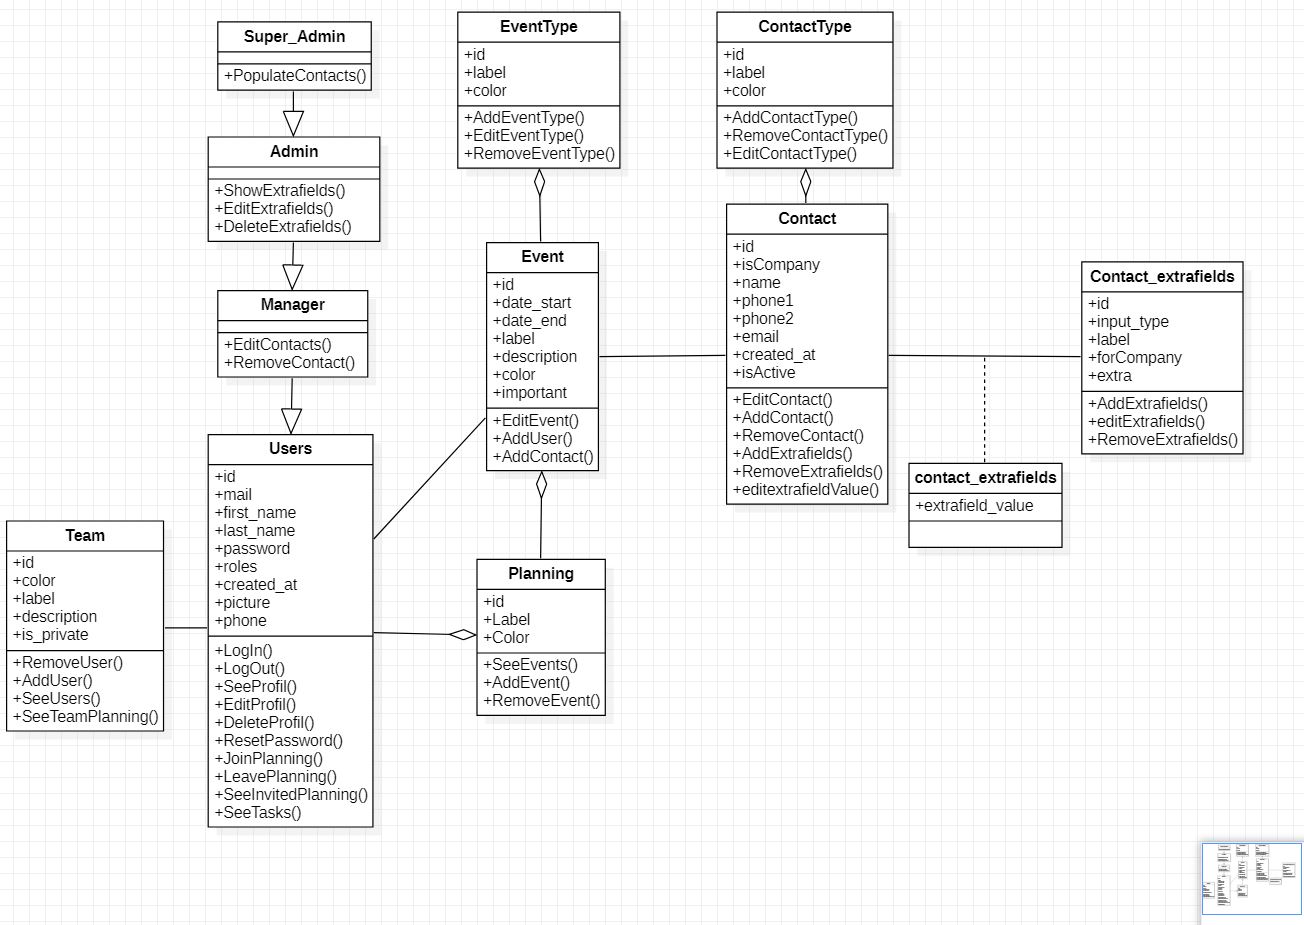 Super_Admin
+PopulateContacts()
Admin
+ShowExtrafields()
+EditExtrafields()
+DeleteExtrafields()
Manager
+EditContacts()
+RemoveContact()
Users
+id
+mail
+first_name
+last_name
+password
+roles
+created_at
+picture
+phone
+LogIn()
+LogOut()
+SeeProfil()
+EditProfil()
+DeleteProfil()
+ResetPassword()
+JoinPlanning()
+LeavePlanning()
+SeeInvitedPlanning()
+SeeTasks()
Team
+id
+color
+label
+description
+is_private
+RemoveUser()
+AddUser()
+SeeUsers()
+SeeTeamPlanning()
EventType
+id
+label
+color
+AddEventType()
+EditEventType()
+RemoveEventType()
Event
+id
+date_start
+date_end
+label
+description
+color
+important
+EditEvent()
+AddUser()
+AddContact()
Planning
+id
+Label
+Color
+SeeEvents()
+AddEvent()
+RemoveEvent()
ContactType
+id
+label
+color
+AddContactType()
+RemoveContactType()
+EditContactType()
Contact
+id
+isCompany
+name
+phone1
+phone2
+email
+created_at
+isActive
+EditContact()
+AddContact()
+RemoveContact()
+AddExtrafields()
+RemoveExtrafields()
+editextrafieldValue()
Contact_extrafields
+id
+input_type
+label
+forCompany
+extra
+AddExtrafields()
+editExtrafields()
+RemoveExtrafields()
contact_extrafields
+extrafield_value